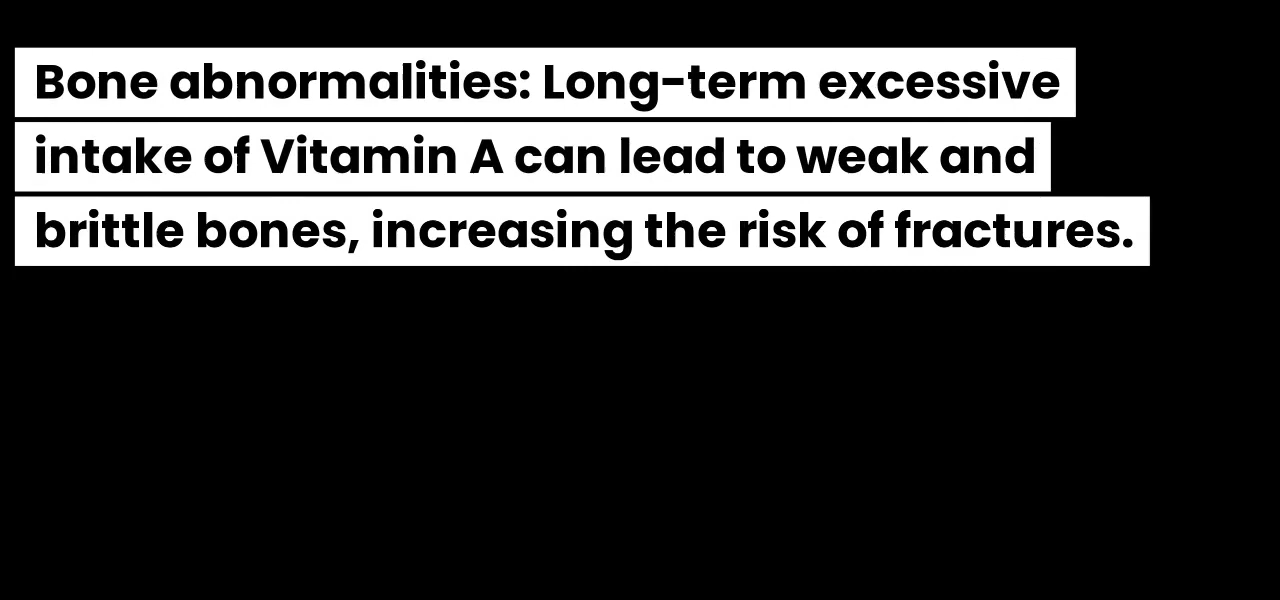 Bone abnormalities: Long-term excessive
intake of Vitamin A can lead to weak and
brittle bones, increasing the risk of fractures.